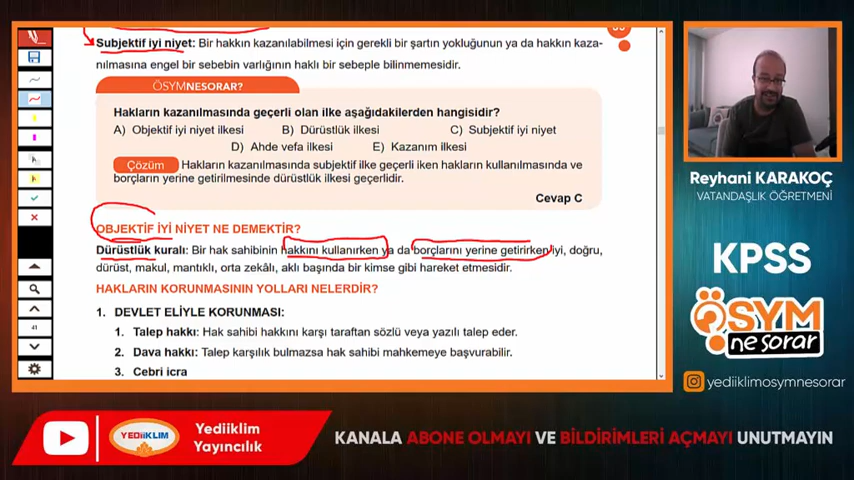 Subjektif iyi niyet: Bir hakkın kazanılabilmesi için gerekli bir şartın yokluğunun ya da hakkın kaza-
nılmasına engel bir sebebin varlığının haklı bir sebeple bilinmemesidir.
ÖSYMNESORAR?
Hakların kazanılmasında geçerli olan ilke aşağıdakilerden hangisidir?
A) Objektif iyi niyet ilkesi B) Dürüstlük ilkesi C) Subjektif iyi niyet
D) Ahde vefa ilkesi E) Kazanım ilkesi
Çözüm Hakların kazanılmasında subjektif ilke geçerli iken hakların kullanılmasında ve
borçların yerine getirilmesinde dürüstlük ilkesi geçerlidir.
Cevap C
OBJEKTİF İYİ NİYET NE DEMEKTİR?
Dürüstlük kuralı: Bir hak sahibinin hakkını kullanırken ya da borçlarını yerine getirirken iyi, doğru,
dürüst, makul, mantıklı, orta zekâlı, aklı başında bir kimse gibi hareket etmesidir.
HAKLARIN KORUNMASININ YOLLARI NELERDİR?
1. DEVLET ELİYLE KORUNMASI:
1. Talep hakkı: Hak sahibi hakkını karşı taraftan sözlü veya yazılı talep eder.
2. Dava hakkı: Talep karşılık bulmazsa hak sahibi mahkemeye başvurabilir.
3. Cebri icra
41
Reyhani KARAKOÇ
VATANDAŞLIK ÖĞRETMENİ
KPSS
ÖSYM
ne sorar
yediiklimosymnesorar
YEDİİKLİM
Yediiklim
Yayıncılık
KANALA ABONE OLMAYI VE BİLDİRİMLERİ AÇMAYI UNUTMAYIN